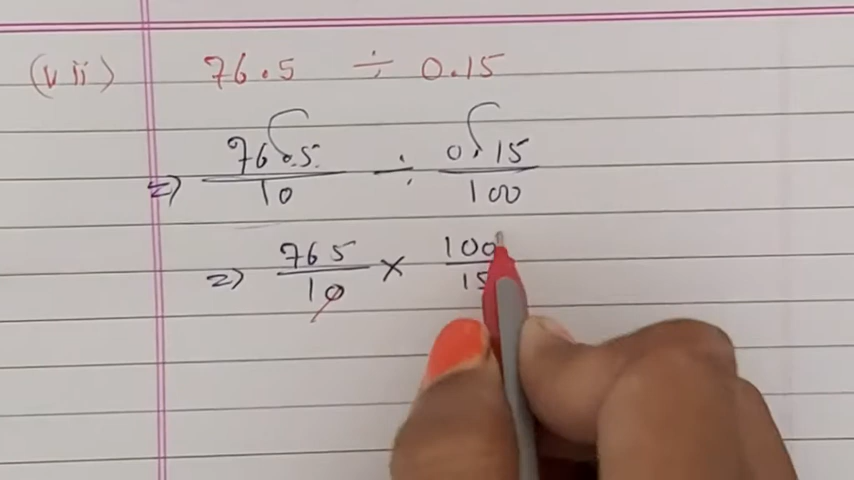 (vii) 76.5 ÷ 0.15
=> 76.5/10 ÷ 0.15/100
=> 765/10 × 100/15